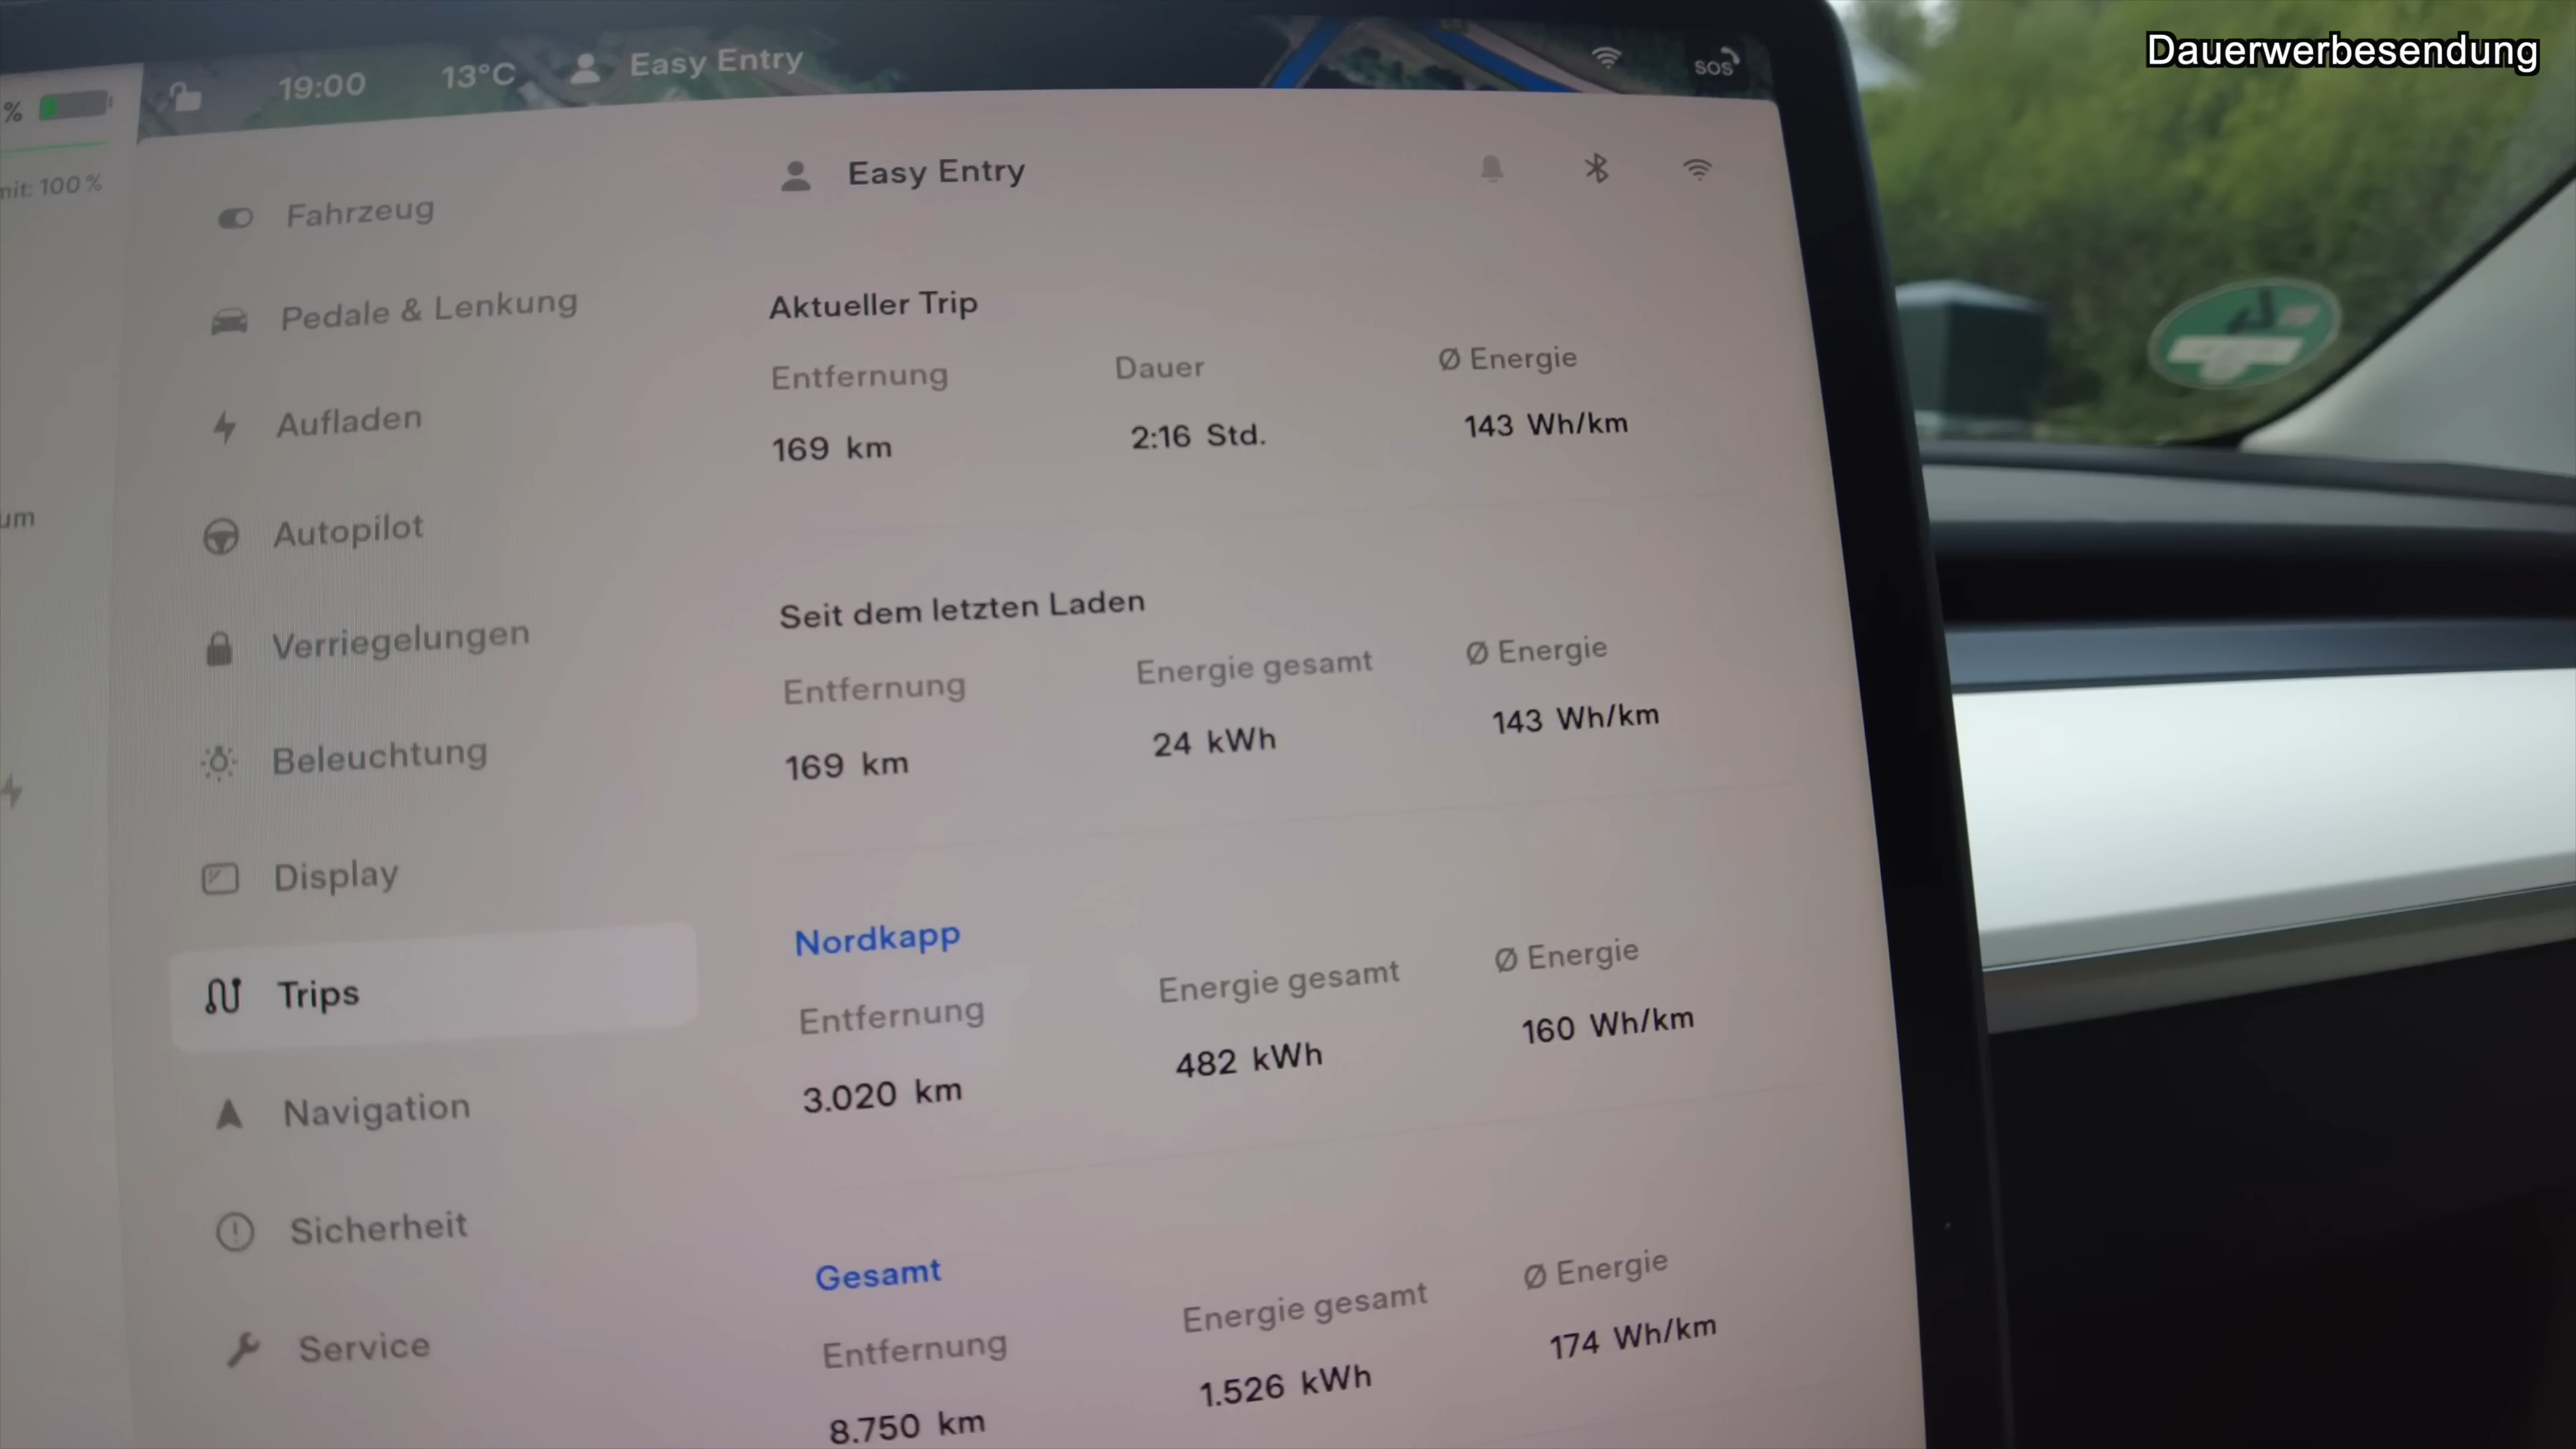 Dauerwerbesendung
%
19:00
13°C
Easy Entry
SOS
mit: 100 %
um
Fahrzeug
Pedale & Lenkung
Aufladen
Autopilot
Verriegelungen
Beleuchtung
Display
Trips
Navigation
Sicherheit
Service
Easy Entry
Aktueller Trip
Entfernung Dauer Ø Energie
169 km 2:16 Std. 143 Wh/km
Seit dem letzten Laden
Entfernung Energie gesamt Ø Energie
169 km 24 kWh 143 Wh/km
Nordkapp
Entfernung Energie gesamt Ø Energie
3.020 km 482 kWh 160 Wh/km
Gesamt
Entfernung Energie gesamt Ø Energie
8.750 km 1.526 kWh 174 Wh/km